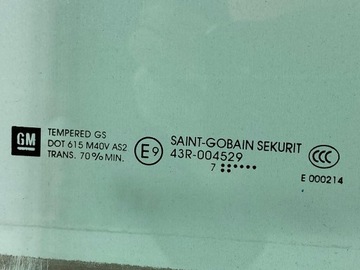 GM
TEMPERED GS
DOT 615 M40V AS2
TRANS. 70% MIN.
E9
SAINT-GOBAIN SEKURIT
43R-004529
7
CCC
E 000214